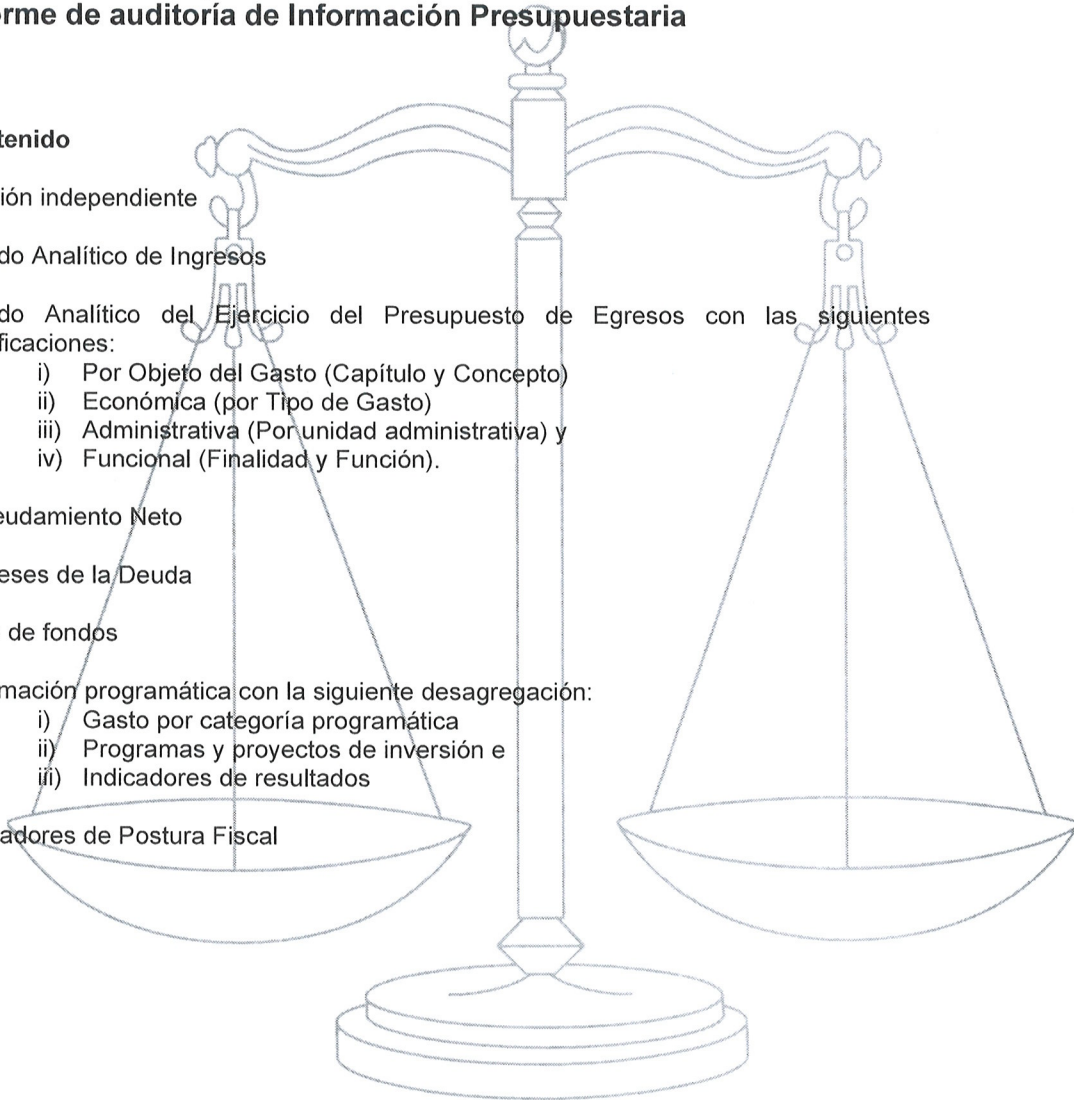 rme de auditoría de Información Presupuestaria
tenido
ión independiente
do Analítico de Ingresos
do Analítico del Ejercicio del Presupuesto de Egresos con las siguientes
ficaciones:
i) Por Objeto del Gasto (Capítulo y Concepto)
ii) Económica (por Tipo de Gasto)
iii) Administrativa (Por unidad administrativa) y
iv) Funcional (Finalidad y Función).
eudamiento Neto
eses de la Deuda
de fondos
mación programática con la siguiente desagregación:
i) Gasto por categoría programática
ii) Programas y proyectos de inversión e
iii) Indicadores de resultados
adores de Postura Fiscal